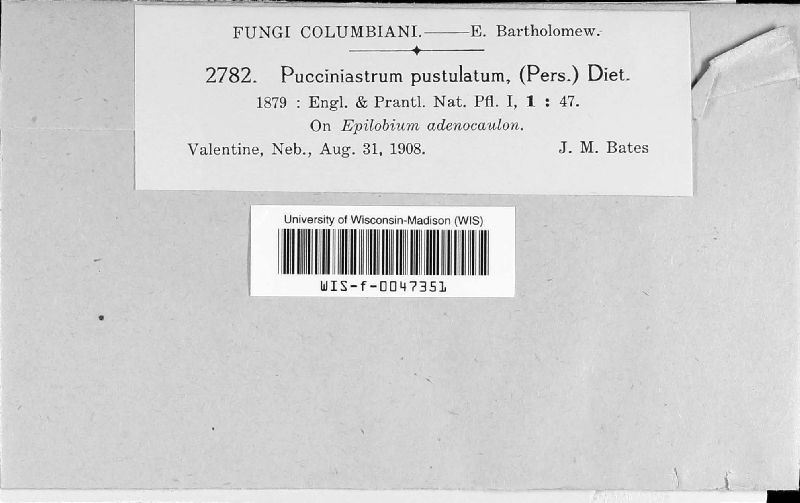 FUNGI COLUMBIANI.——E. Bartholomew.
2782. Pucciniastrum pustulatum, (Pers.) Diet.
1879 : Engl. & Prantl. Nat. Pfl. I, 1 : 47.
On Epilobium adenocaulon.
Valentine, Neb., Aug. 31, 1908. J. M. Bates
University of Wisconsin-Madison (WIS)
WIS-f-0047351